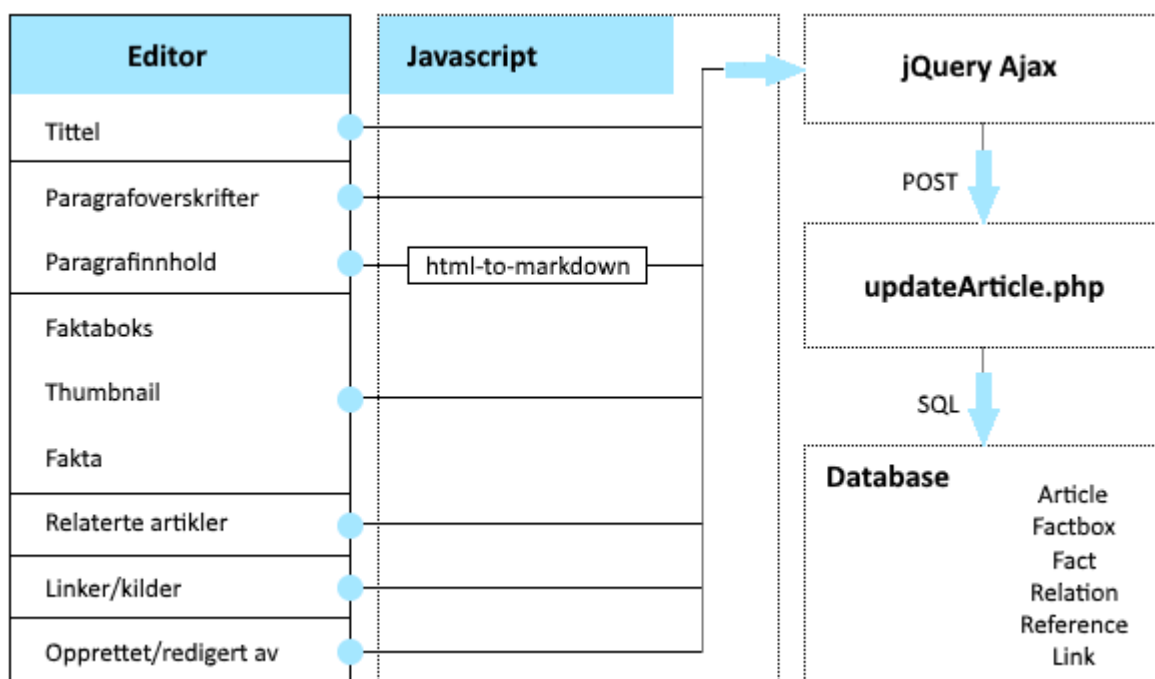 Editor
Tittel
Paragrafoverskrifter
Paragrafinnhold
Faktaboks
Thumbnail
Fakta
Relaterte artikler
Linker/kilder
Opprettet/redigert av
Javascript
html-to-markdown
jQuery Ajax
POST
updateArticle.php
SQL
Database
Article
Factbox
Fact
Relation
Reference
Link